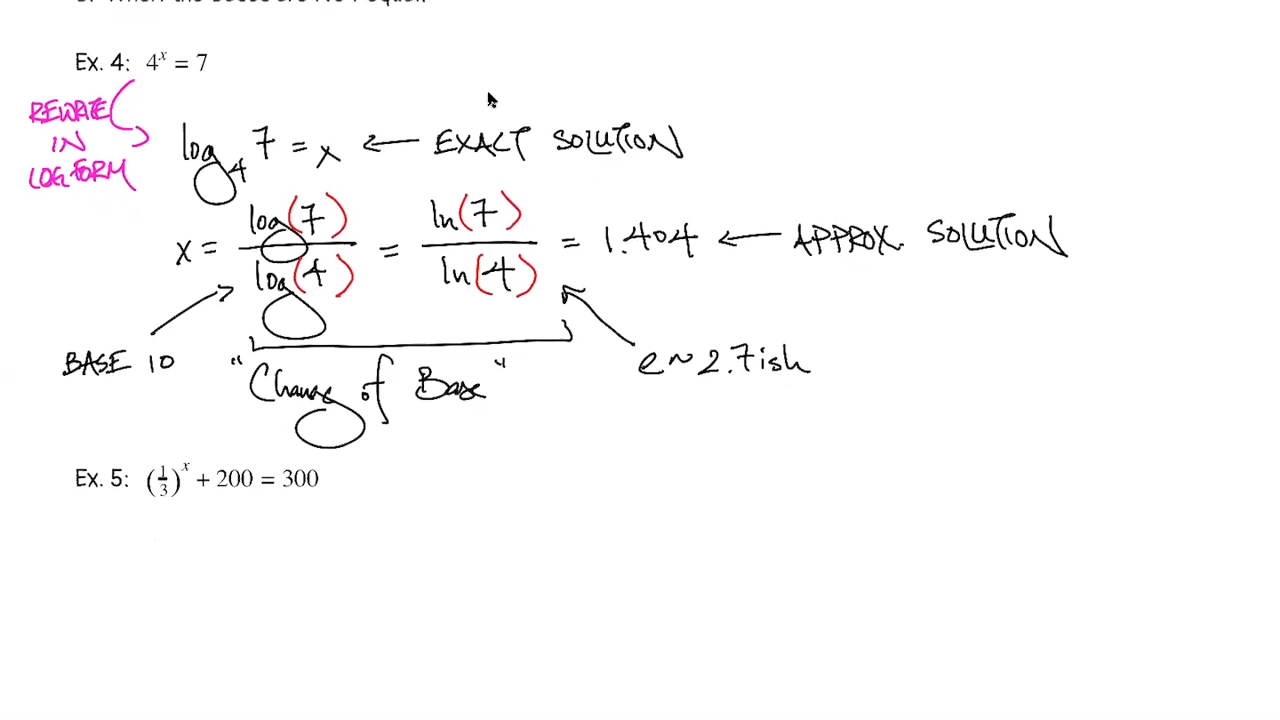 Ex. 4: 4^x = 7
REWRITE
IN
LOG FORM
log_4 7 = x ← EXACT SOLUTION
x = log(7)/log(4) = ln(7)/ln(4) = 1.404 ← APPROX. SOLUTION
BASE 10
"Change of Base"
e ~ 2.7ish
Ex. 5: (1/3)^x + 200 = 300